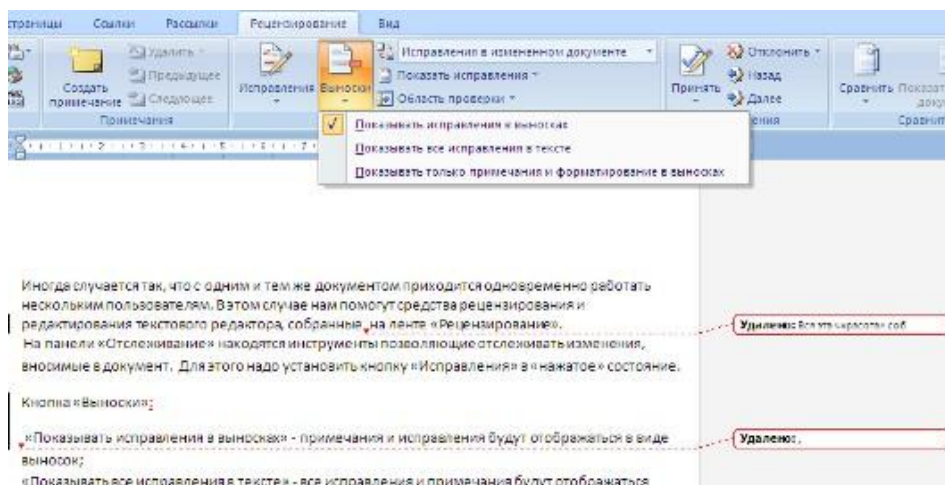 страницы Ссылки Рассылки Рецензирование Вид
Удалить
Исправления в измененном документе
Отклонить
Предыдущее
Показать исправления
Назад
Создать примечание
Следующее
Исправления
Выноски
Область проверки
Принять
Далее
Сравнить
Примечания
Показывать исправления в выносках
Показывать все исправления в тексте
Показывать только примечания и форматирование в выносках
Иногда случается так, что с одним и тем же документом приходится одновременно работать
нескольким пользователям. В этом случае нам помогут средства рецензирования и
редактирования текстового редактора, собранные на ленте «Рецензирование».
Удалено: Вся эта «красота» соб
На панели «Отслеживание» находятся инструменты позволяющие отслеживать изменения,
вносимые в документ. Для этого надо установить кнопку «Исправления» в «нажатое» состояние.
Кнопка «Выноски»:
«Показывать исправления в выносках» - примечания и исправления будут отображаться в виде
Удалено: ,
выносок;
«Показывать все исправления в тексте» - все исправления и примечания будут отображаться